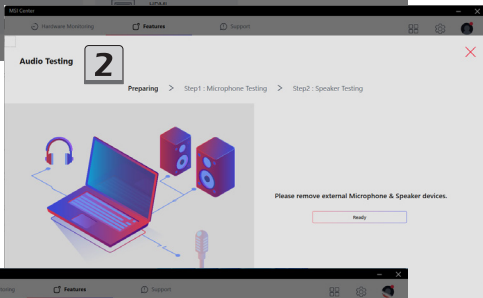 MSI Center
Hardware Monitoring
Features
Support
Audio Testing
2
Preparing > Step1 : Microphone Testing > Step2 : Speaker Testing
Please remove external Microphone & Speaker devices.
Ready
Features
Support